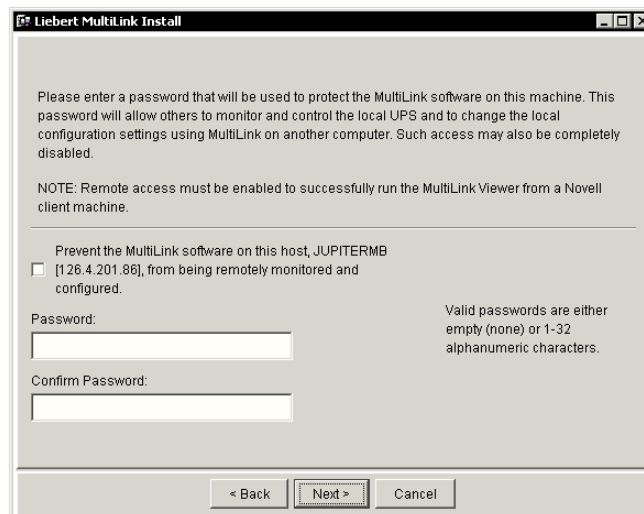 Liebert MultiLink Install
Please enter a password that will be used to protect the MultiLink software on this machine. This
password will allow others to monitor and control the local UPS and to change the local
configuration settings using MultiLink on another computer. Such access may also be completely
disabled.
NOTE: Remote access must be enabled to successfully run the MultiLink Viewer from a Novell
client machine.
Prevent the MultiLink software on this host, JUPITERMB
[126.4.201.86], from being remotely monitored and
configured.
Password:
Valid passwords are either
empty (none) or 1-32
alphanumeric characters.
Confirm Password:
< Back
Next >
Cancel